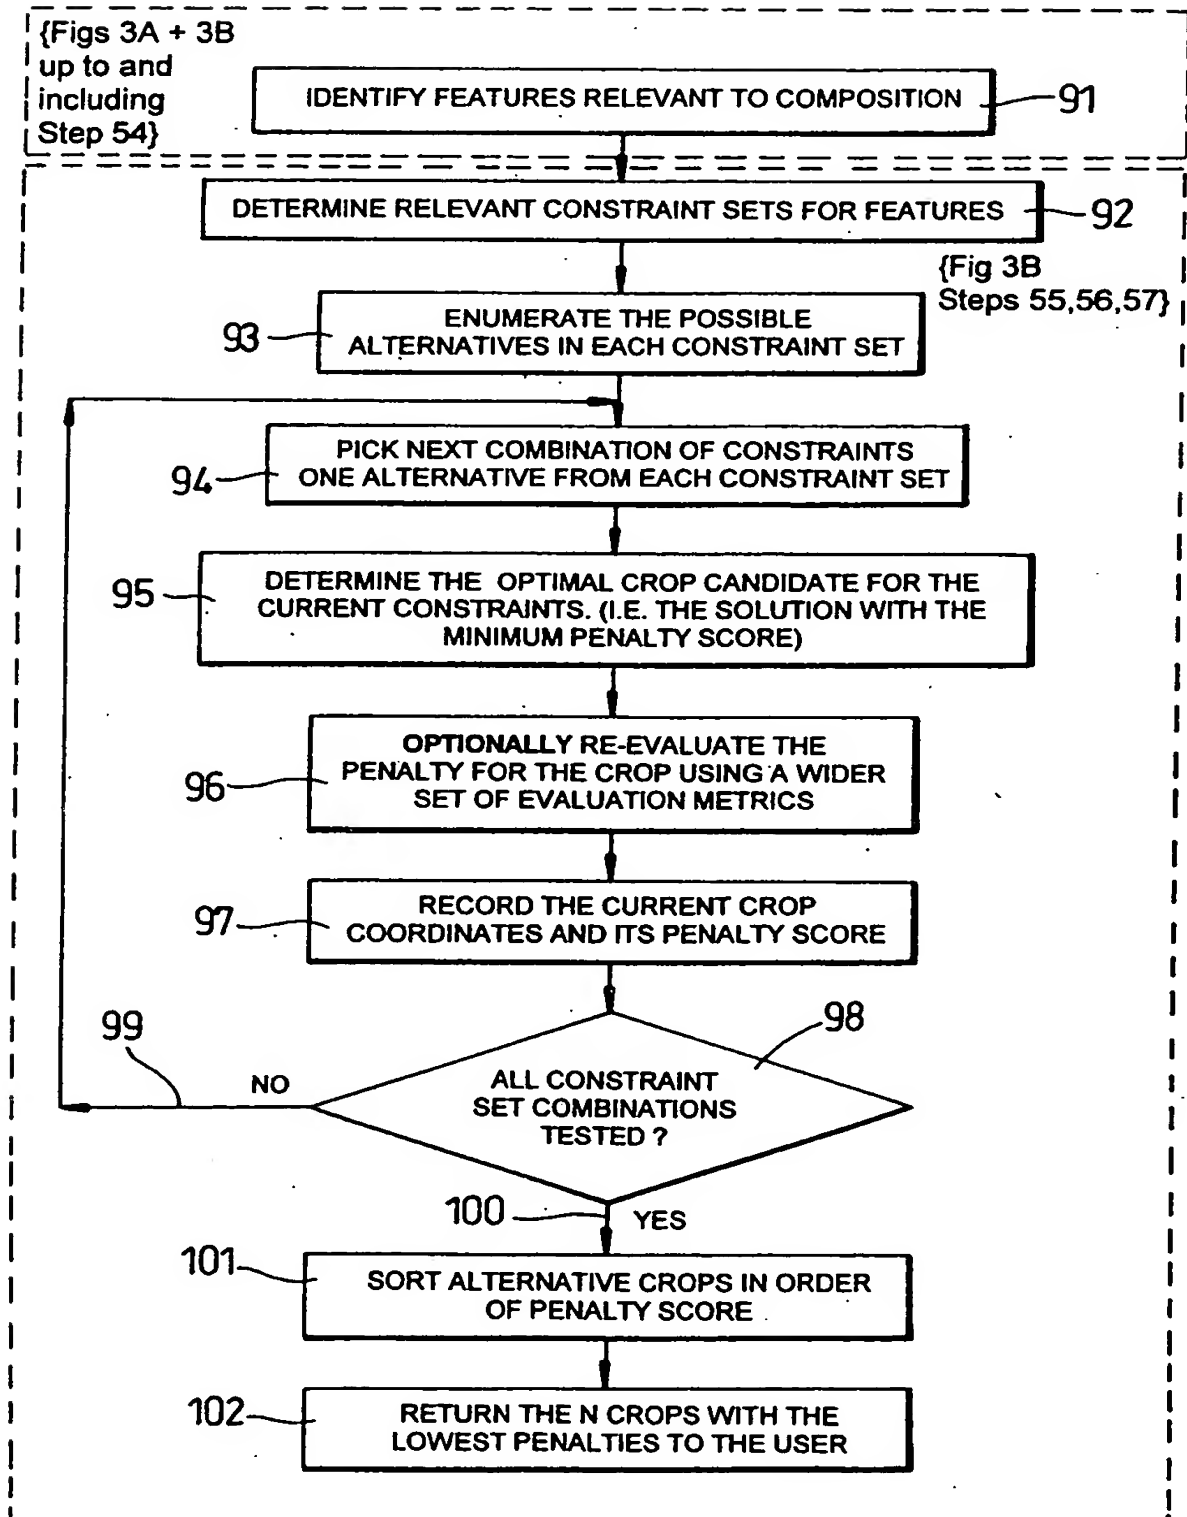 {Figs 3A + 3B
up to and
including
Step 54}
IDENTIFY FEATURES RELEVANT TO COMPOSITION
91
DETERMINE RELEVANT CONSTRAINT SETS FOR FEATURES
92
{Fig 3B
Steps 55,56,57}
93
ENUMERATE THE POSSIBLE
ALTERNATIVES IN EACH CONSTRAINT SET
94
PICK NEXT COMBINATION OF CONSTRAINTS
ONE ALTERNATIVE FROM EACH CONSTRAINT SET
95
DETERMINE THE OPTIMAL CROP CANDIDATE FOR THE
CURRENT CONSTRAINTS. (I.E. THE SOLUTION WITH THE
MINIMUM PENALTY SCORE)
96
OPTIONALLY RE-EVALUATE THE
PENALTY FOR THE CROP USING A WIDER
SET OF EVALUATION METRICS
97
RECORD THE CURRENT CROP
COORDINATES AND ITS PENALTY SCORE
98
99
NO
ALL CONSTRAINT
SET COMBINATIONS
TESTED ?
100
YES
101
SORT ALTERNATIVE CROPS IN ORDER
OF PENALTY SCORE
102
RETURN THE N CROPS WITH THE
LOWEST PENALTIES TO THE USER